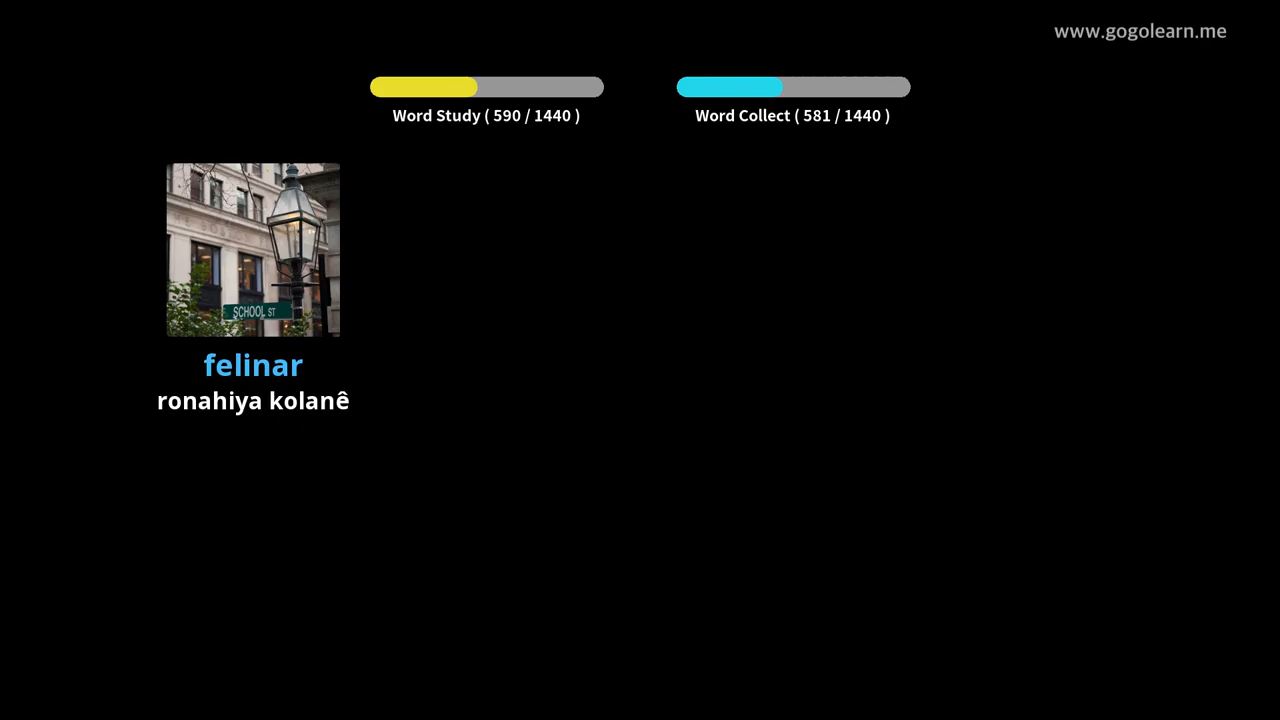 www.gogolearn.me
Word Study ( 590 / 1440 )
Word Collect ( 581 / 1440 )
SCHOOL ST
felinar
ronahiya kolanê